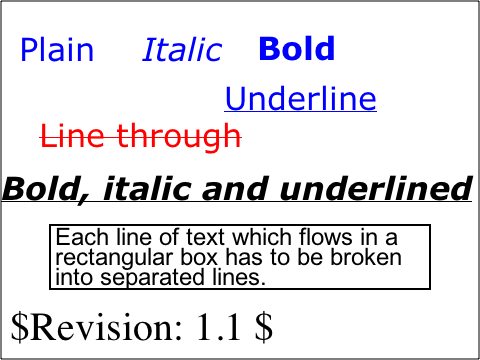 Plain Italic Bold
Underline
Line through
Bold, italic and underlined
Each line of text which flows in a
rectangular box has to be broken
into separated lines.
$Revision: 1.1 $